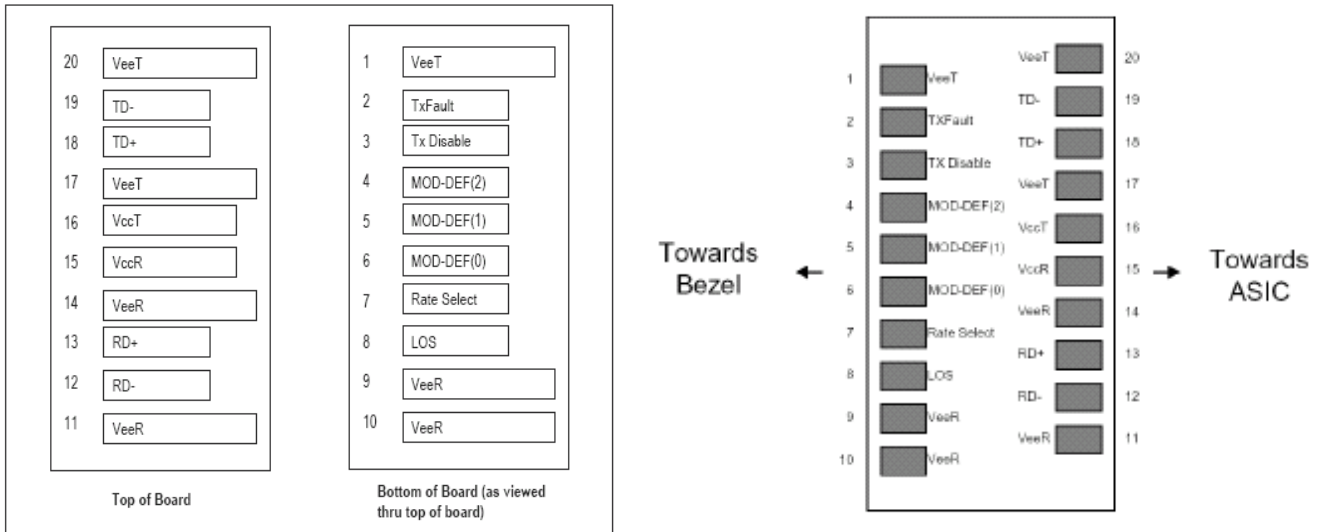 20 VeeT
19 TD-
18 TD+
17 VeeT
16 VccT
15 VccR
14 VeeR
13 RD+
12 RD-
11 VeeR
Top of Board
1 VeeT
2 TxFault
3 Tx Disable
4 MOD-DEF(2)
5 MOD-DEF(1)
6 MOD-DEF(0)
7 Rate Select
8 LOS
9 VeeR
10 VeeR
Bottom of Board (as viewed
thru top of board)
Towards
Bezel
1 VeeT
2 TXFault
3 TX Disable
4 MOD-DEF(2)
5 MOD-DEF(1)
6 MOD-DEF(0)
7 Rate Select
8 LOS
9 VeeR
10 VeeR
VeeT 20
TD- 19
TD+ 18
VeeT 17
VccT 16
VccR 15
VeeR 14
RD+ 13
RD- 12
VeeR 11
Towards
ASIC